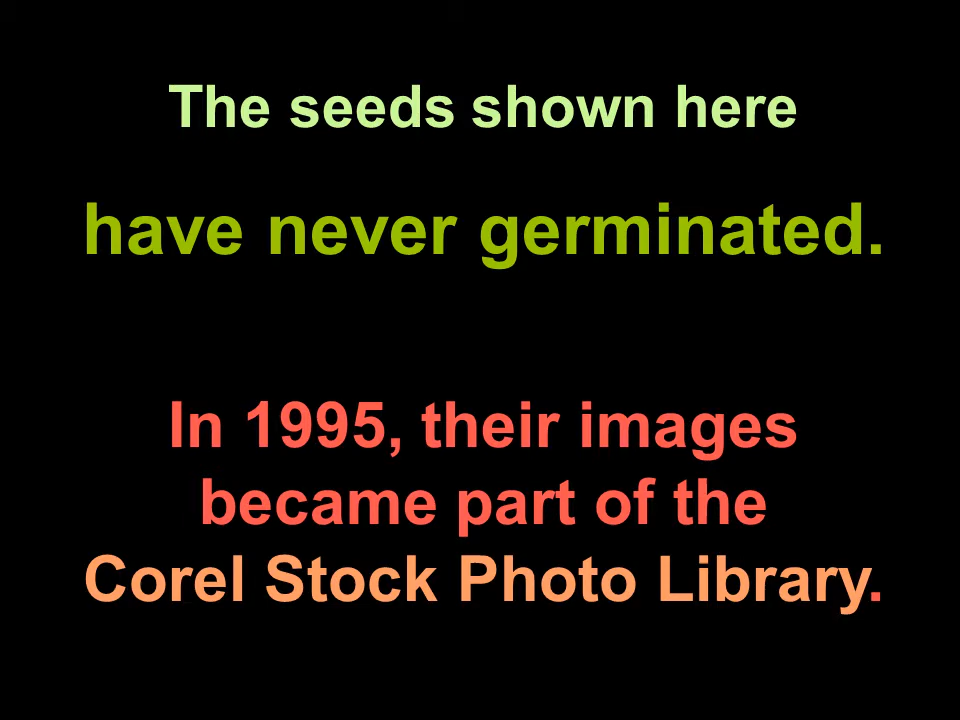 The seeds shown here
have never germinated.
In 1995, their images
became part of the
Corel Stock Photo Library.